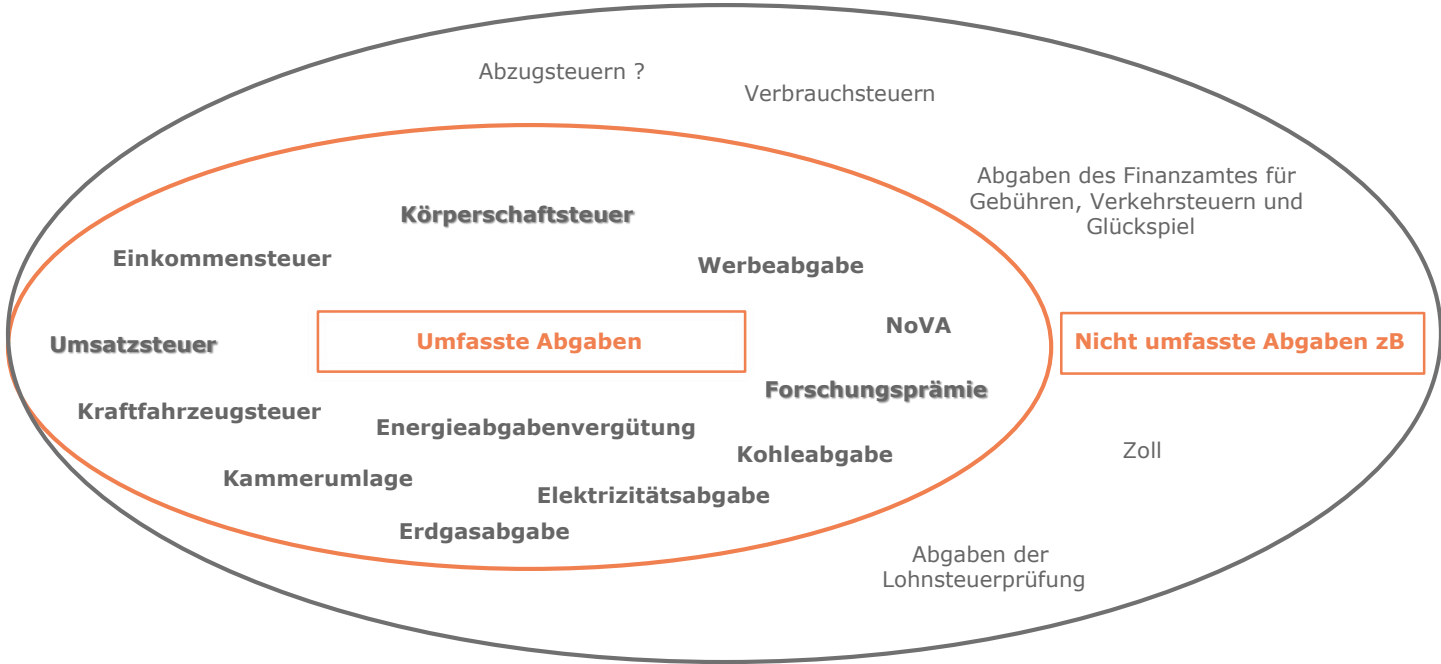 Abzugsteuern ?
Verbrauchsteuern
Abgaben des Finanzamtes für
Gebühren, Verkehrsteuern und
Glückspiel
Körperschaftsteuer
Einkommensteuer
Werbeabgabe
NoVA
Umsatzsteuer
Umfasste Abgaben
Nicht umfasste Abgaben zB
Forschungsprämie
Kraftfahrzeugsteuer
Energieabgabenvergütung
Kohleabgabe
Zoll
Kammerumlage
Elektrizitätsabgabe
Erdgasabgabe
Abgaben der
Lohnsteuerprüfung